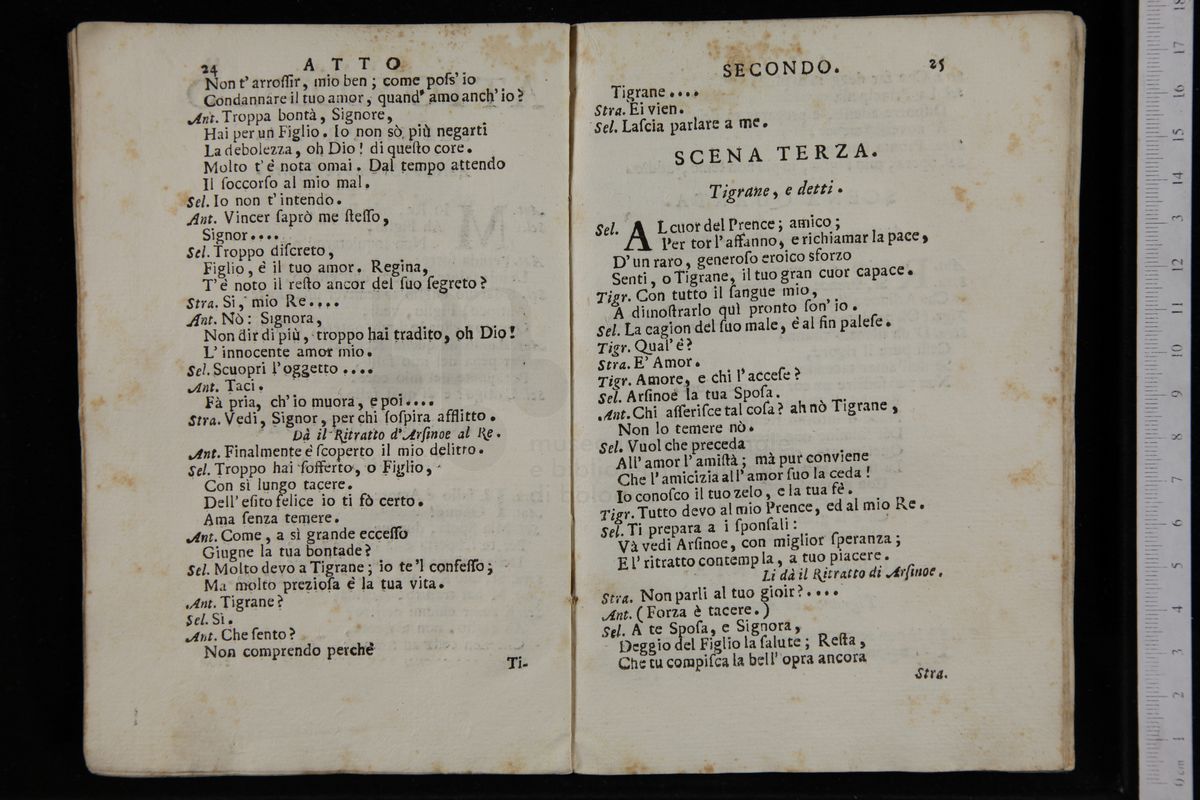 24 ATTO
Non t' arroſſir, mio ben ; come poſs' io
Condannàre il tuo amor, quand' amo anch' io ?
Ant. Troppa bontà, Signore,
Hai per un Figlio. Io non sò più negarti
La debolezza, oh Dio ! di queſto core.
Molto t' è nota omai. Dal tempo attendo
Il ſoccorſo al mio mal.
Sel. Io non t' intendo.
Ant. Vincer ſaprò me ſteſſo,
Signor....
Sel. Troppo diſcreto,
Figlio, è il tuo amor. Regina,
T' è noto il reſto ancor del ſuo ſegreto ?
Stra. Si, mio Re....
Ant. Nò : Signora,
Non dir di più, troppo hai tradito, oh Dio !
L' innocente amor mio.
Sel. Scuopri l' oggetto ....
Ant. Taci.
Fà pria, ch' io muora, e poi....
Stra. Vedi, Signor, per chi ſoſpira afflitto.
Dà il Ritratto d' Arſinoe al Re.
Ant. Finalmente è ſcoperto il mio delitto.
Sel. Troppo hai ſofferto, o Figlio,
Con sì lungo tacere.
Dell' eſito felice io ti fò certo.
Ama ſenza temere.
Ant. Come, a sì grande ecceſſo
Giugne la tua bontade ?
Sel. Molto devo a Tigrane ; io te 'l confeſſo ;
Ma molto prezioſa è la tua vita.
Ant. Tigrane ?
Sel. Sì.
Ant. Che ſento ?
Non comprendo perchè
Ti-
SECONDO. 25
Tigrane ....
Stra. Ei vien.
Sel. Laſcia parlare a me.
SCENA TERZA.
Tigrane, e detti.
Sel. AL cuor del Prence ; amico ;
Per tor l' affanno, e richiamar la pace,
D' un raro, generoſo eroico sforzo
Senti, o Tigrane, il tuo gran cuor capace.
Tigr. Con tutto il ſangue mio,
A dimoſtrarlo quì pronto ſon' io.
Sel. La cagion del ſuo male, è al fin paleſe.
Tigr. Qual' è ?
Stra. E' Amor.
Tigr. Amore, e chi l' acceſe ?
Sel. Arſinoe la tua Spoſa.
Ant. Chi aſſeriſce tal coſa ? ah nò Tigrane,
Non lo temere nò.
Sel. Vuol che preceda
All' amor l' amiſtà ; mà pur conviene
Che l' amicizia all' amor ſuo la ceda !
Io conoſco il tuo zelo, e la tua fè.
Tigr. Tutto devo al mio Prence, ed al mio Re.
Sel. Ti prepara a i ſponſali :
Và vedi Arſinoe, con miglior ſperanza ;
E l' ritratto contempla, a tuo piacere.
Li dà il Ritratto di Arſinoe.
Stra. Non parli al tuo gioir ?....
Ant. ( Forza è tacere. )
Sel. A te Spoſa, e Signora,
Deggio del Figlio la ſalute ; Reſta,
Che tu compiſca la bell' opra ancora
Stra.